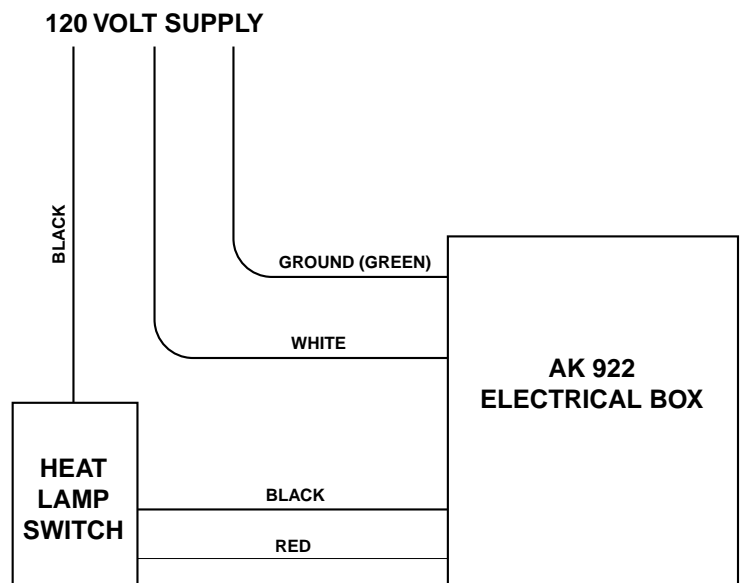 120 VOLT SUPPLY
BLACK
GROUND (GREEN)
WHITE
AK 922
ELECTRICAL BOX
HEAT
LAMP
SWITCH
BLACK
RED